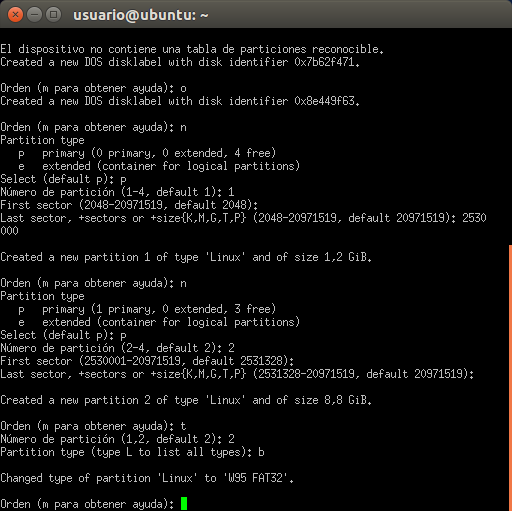 usuario@ubuntu: ~
El dispositivo no contiene una tabla de particiones reconocible.
Created a new DOS disklabel with disk identifier 0x7b62f471.
Orden (m para obtener ayuda): o
Created a new DOS disklabel with disk identifier 0x8e449f63.
Orden (m para obtener ayuda): n
Partition type
   p   primary (0 primary, 0 extended, 4 free)
   e   extended (container for logical partitions)
Select (default p): p
Número de partición (1-4, default 1): 1
First sector (2048-20971519, default 2048):
Last sector, +sectors or +size{K,M,G,T,P} (2048-20971519, default 20971519): 2530
000
Created a new partition 1 of type 'Linux' and of size 1,2 GiB.
Orden (m para obtener ayuda): n
Partition type
   p   primary (1 primary, 0 extended, 3 free)
   e   extended (container for logical partitions)
Select (default p): p
Número de partición (2-4, default 2): 2
First sector (2530001-20971519, default 2531328):
Last sector, +sectors or +size{K,M,G,T,P} (2531328-20971519, default 20971519):
Created a new partition 2 of type 'Linux' and of size 8,8 GiB.
Orden (m para obtener ayuda): t
Número de partición (1,2, default 2): 2
Partition type (type L to list all types): b
Changed type of partition 'Linux' to 'W95 FAT32'.
Orden (m para obtener ayuda):